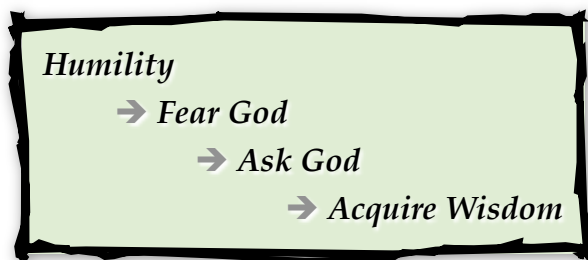 Humility
➔ Fear God
➔ Ask God
➔ Acquire Wisdom